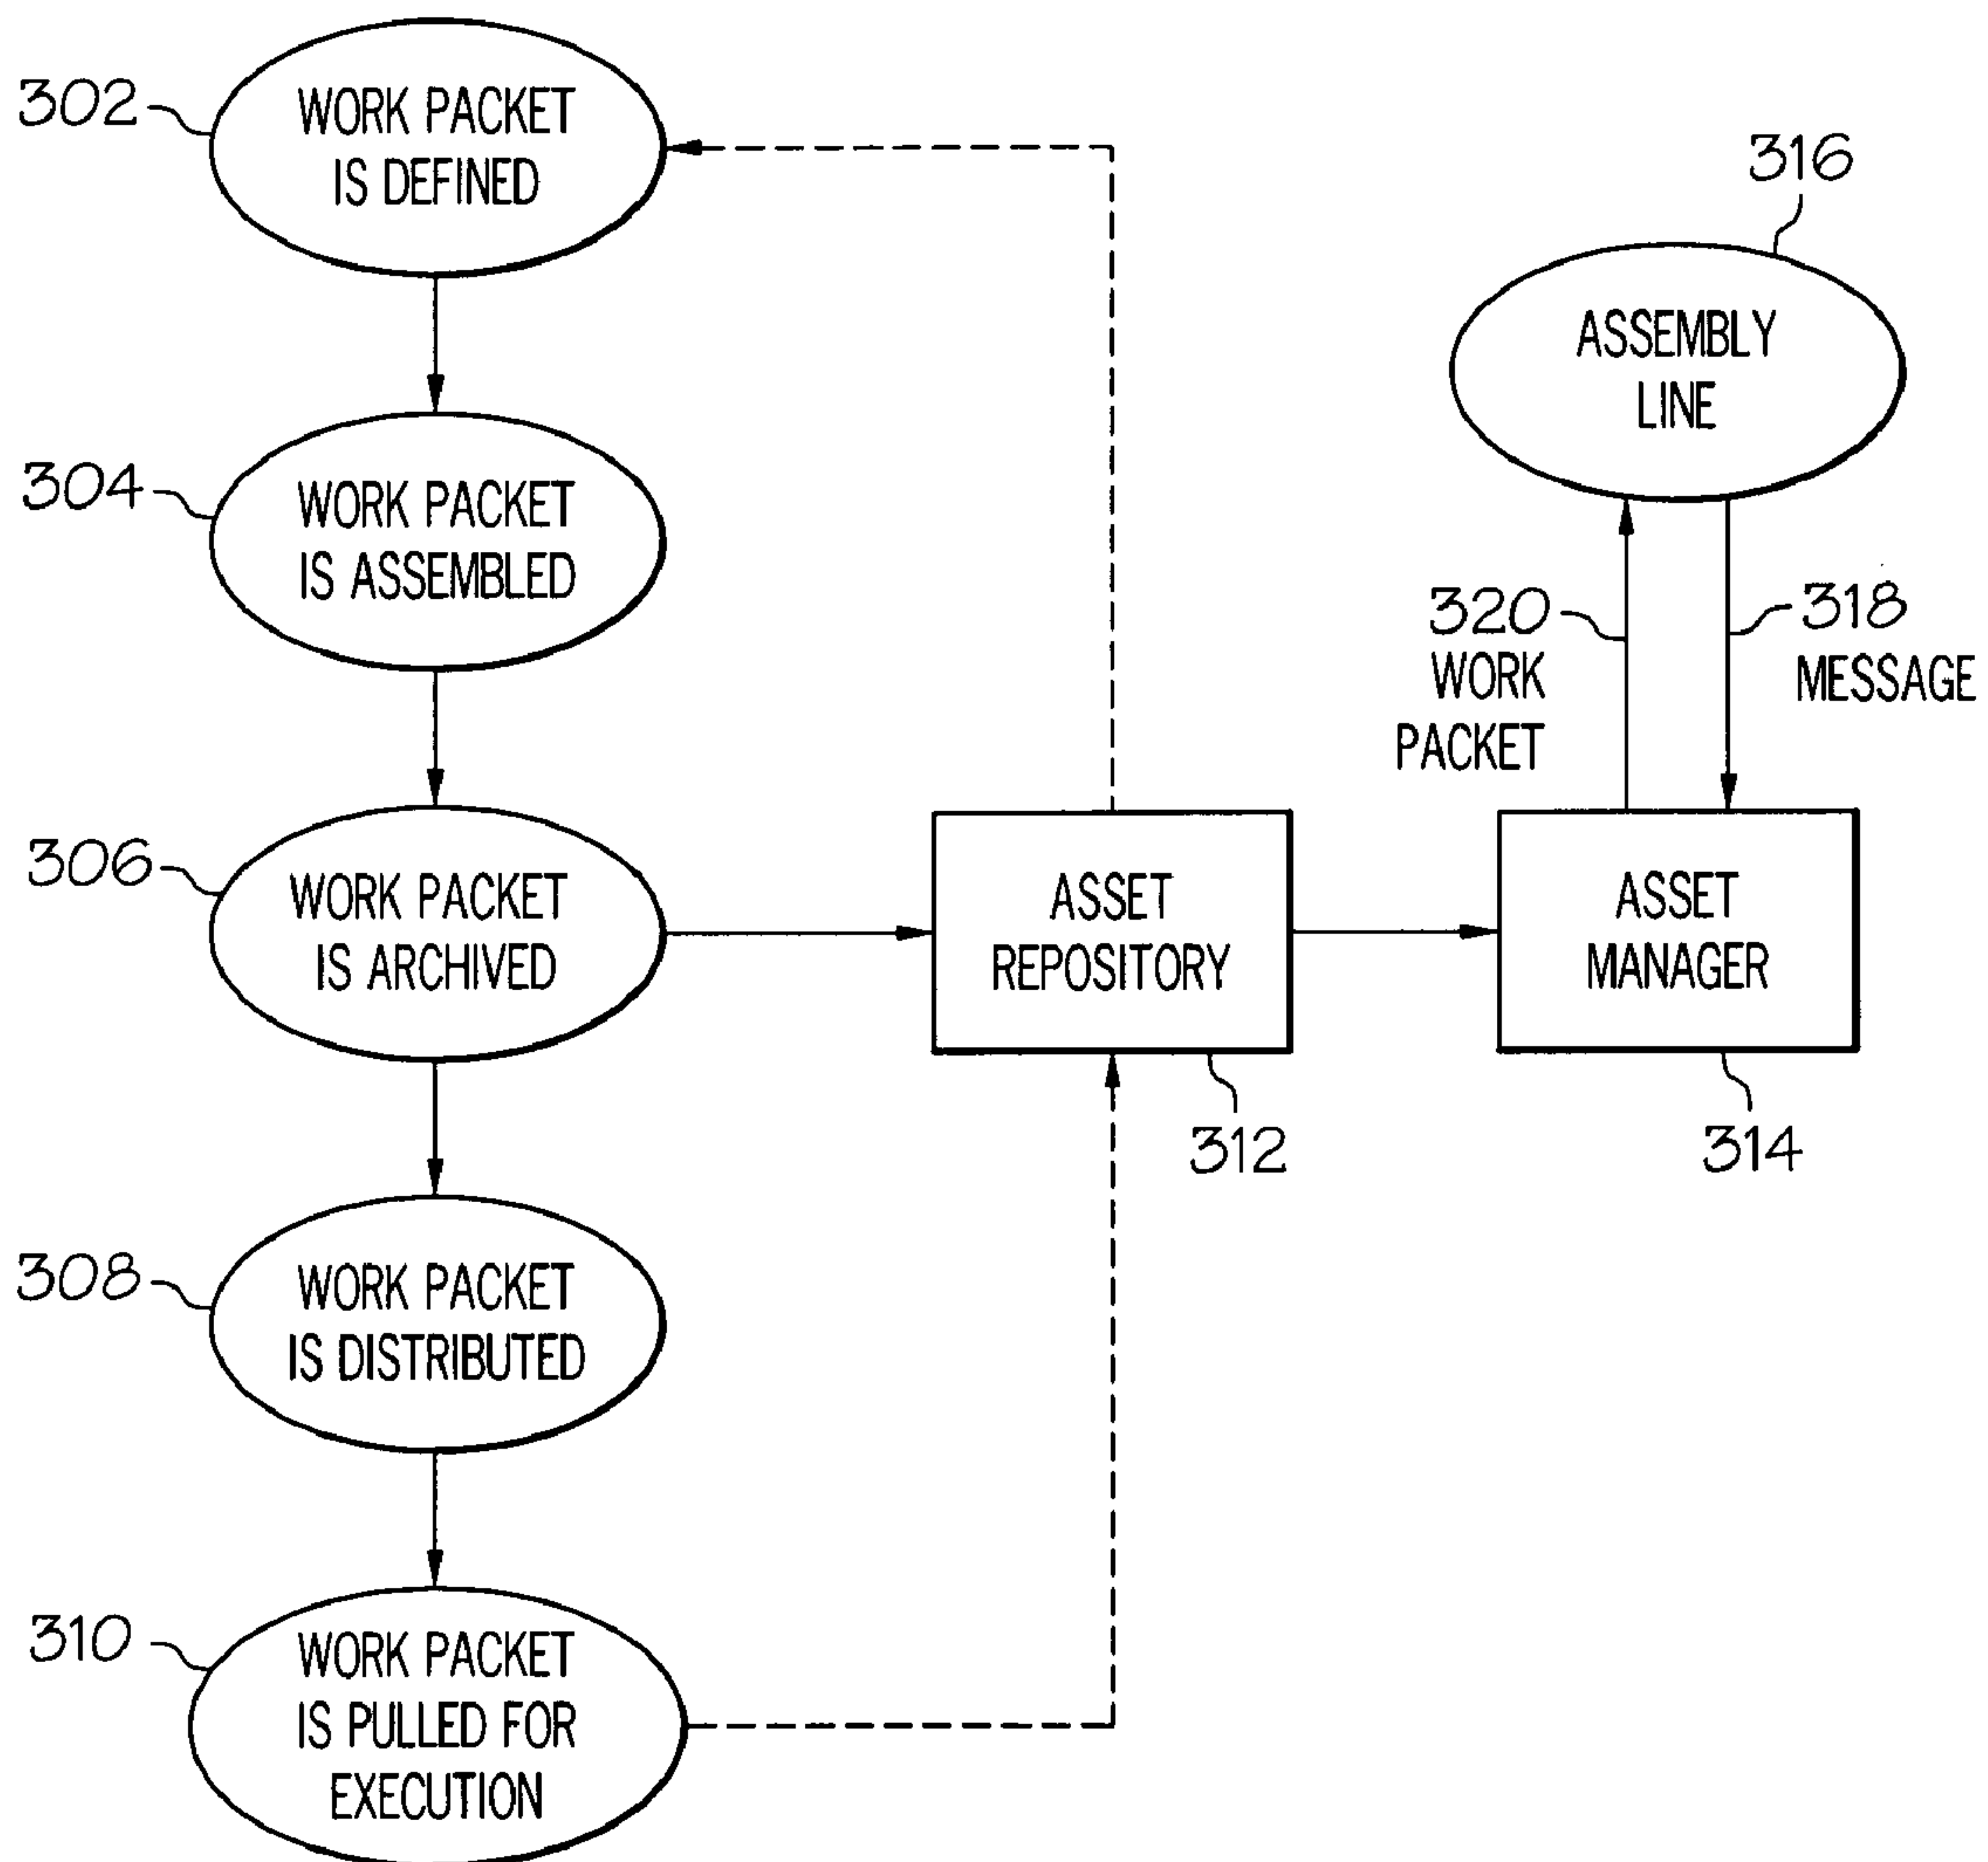 302
WORK PACKET
IS DEFINED
304
WORK PACKET
IS ASSEMBLED
306
WORK PACKET
IS ARCHIVED
308
WORK PACKET
IS DISTRIBUTED
310
WORK PACKET
IS PULLED FOR
EXECUTION
ASSET
REPOSITORY
312
316
ASSEMBLY
LINE
320
WORK
PACKET
318
MESSAGE
ASSET
MANAGER
314